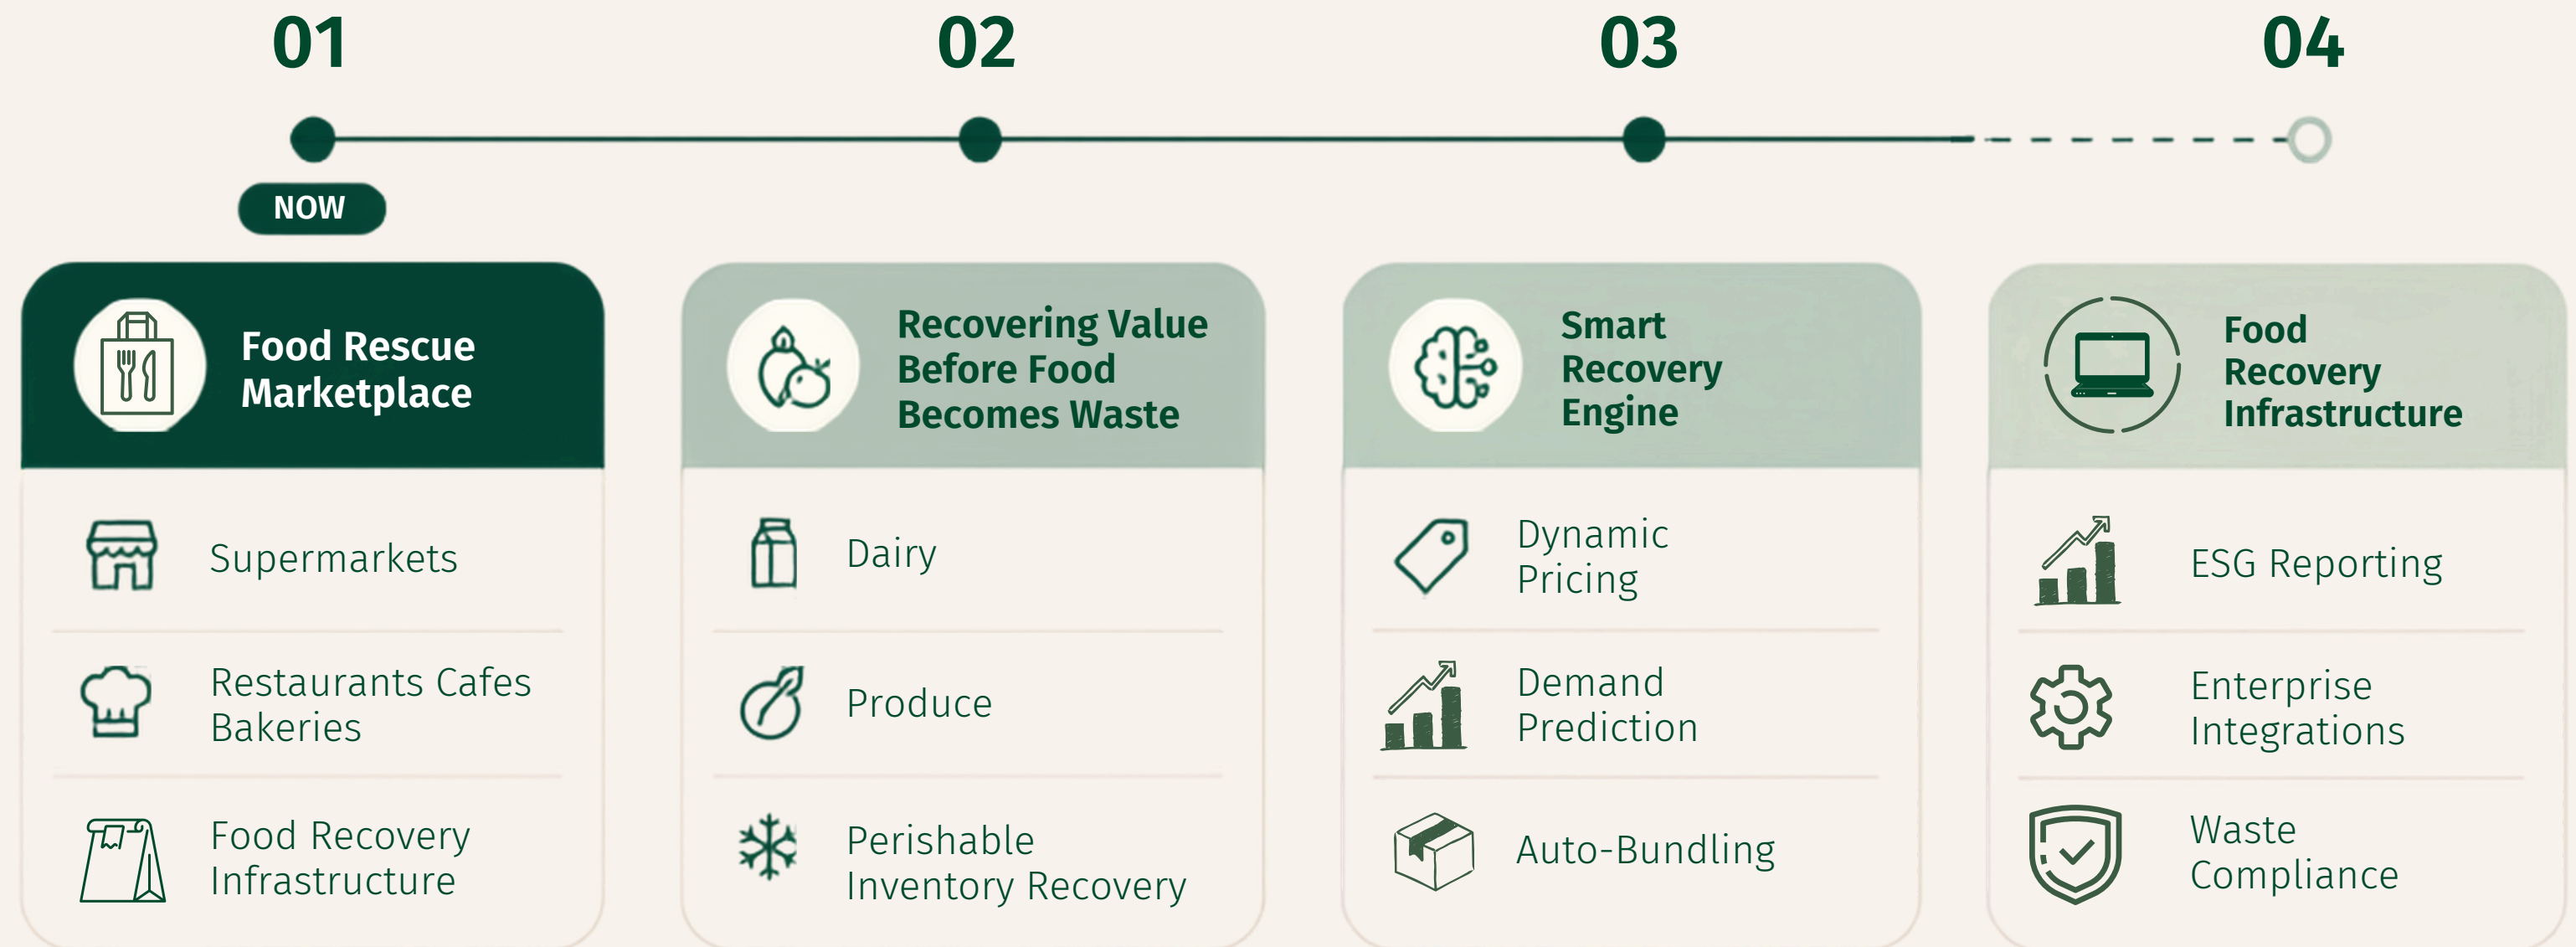 01
02
03
04
NOW
Food Rescue
Marketplace
Supermarkets
Restaurants Cafes
Bakeries
Food Recovery
Infrastructure
Recovering Value
Before Food
Becomes Waste
Dairy
Produce
Perishable
Inventory Recovery
Smart
Recovery
Engine
Dynamic
Pricing
Demand
Prediction
Auto-Bundling
Food
Recovery
Infrastructure
ESG Reporting
Enterprise
Integrations
Waste
Compliance